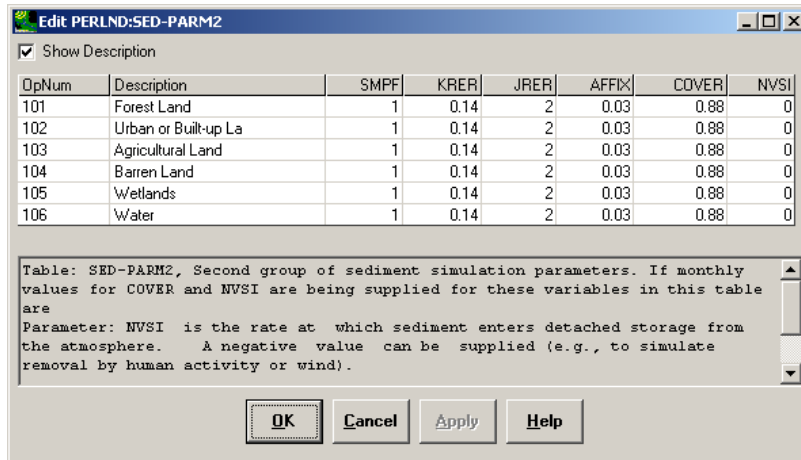 Edit PERLND:SED-PARM2
Show Description
OpNum Description SMPF KRER JRER AFFIX COVER NVSI
101 Forest Land 1 0.14 2 0.03 0.88 0
102 Urban or Built-up La 1 0.14 2 0.03 0.88 0
103 Agricultural Land 1 0.14 2 0.03 0.88 0
104 Barren Land 1 0.14 2 0.03 0.88 0
105 Wetlands 1 0.14 2 0.03 0.88 0
106 Water 1 0.14 2 0.03 0.88 0
Table: SED-PARM2, Second group of sediment simulation parameters. If monthly
values for COVER and NVSI are being supplied for these variables in this table
are
Parameter: NVSI is the rate at which sediment enters detached storage from
the atmosphere. A negative value can be supplied (e.g., to simulate
removal by human activity or wind).
OK Cancel Apply Help